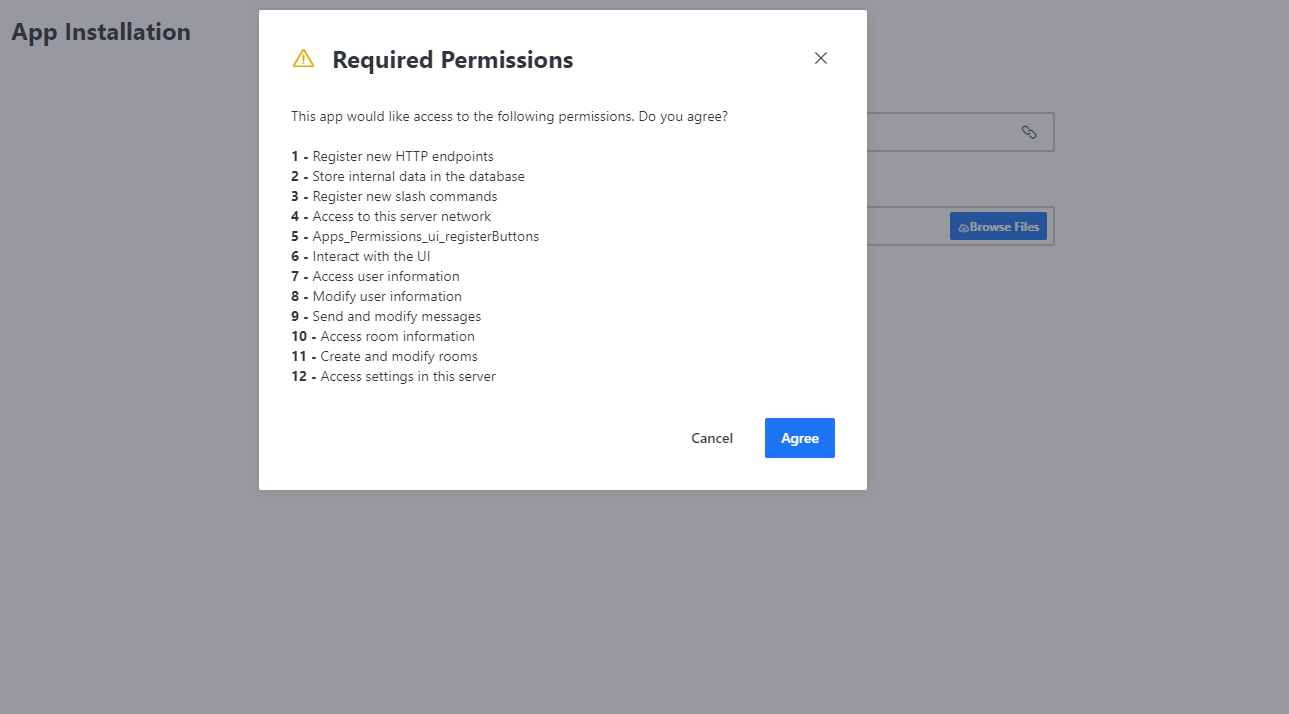 App Installation
Required Permissions
This app would like access to the following permissions. Do you agree?
1 - Register new HTTP endpoints
2 - Store internal data in the database
3 - Register new slash commands
4 - Access to this server network
5 - Apps_Permissions_ui_registerButtons
6 - Interact with the UI
7 - Access user information
8 - Modify user information
9 - Send and modify messages
10 - Access room information
11 - Create and modify rooms
12 - Access settings in this server
Browse Files
Cancel
Agree